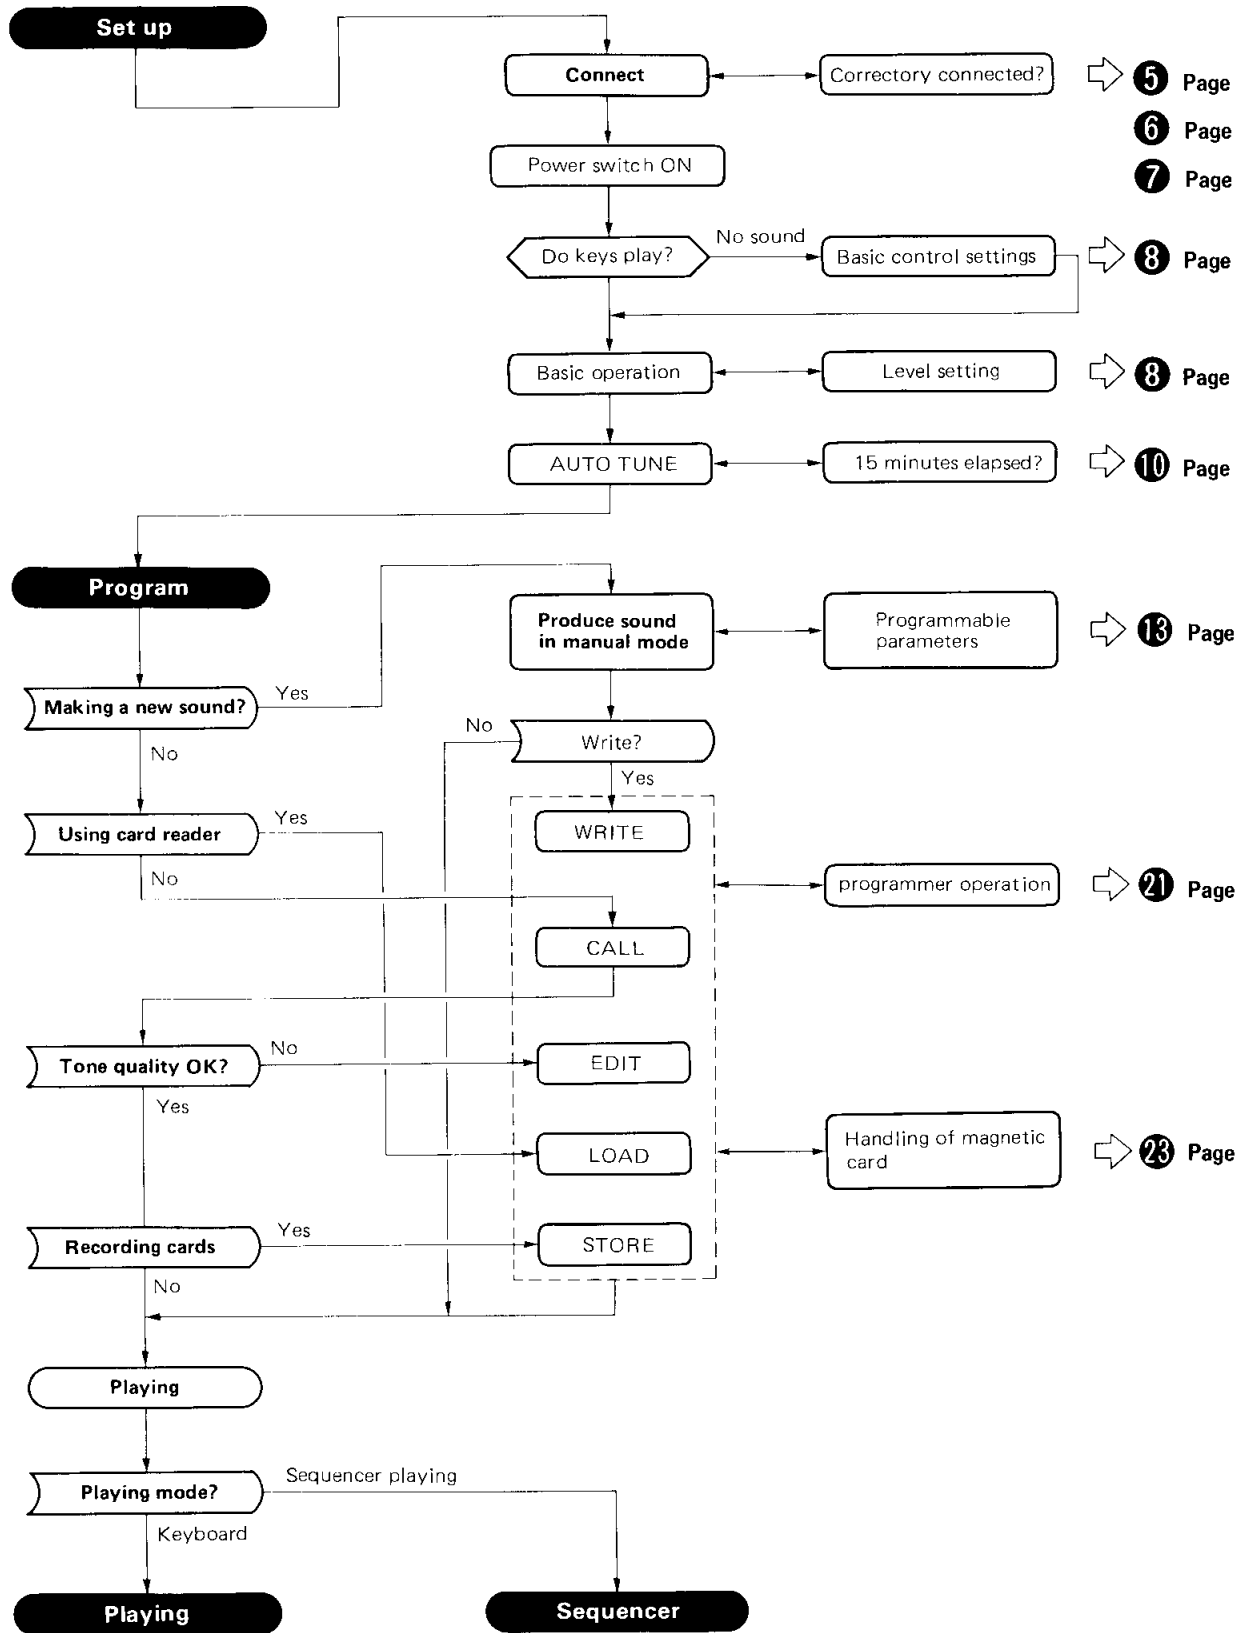 Set up
Connect
Correctory connected?
5 Page
6 Page
7 Page
Power switch ON
Do keys play?
No sound
Basic control settings
8 Page
Basic operation
Level setting
8 Page
AUTO TUNE
15 minutes elapsed?
10 Page
Program
Produce sound
in manual mode
Programmable
parameters
13 Page
Making a new sound?
Yes
No
No
Write?
Yes
Using card reader
Yes
No
WRITE
programmer operation
21 Page
CALL
Tone quality OK?
No
Yes
EDIT
LOAD
Handling of magnetic
card
23 Page
Recording cards
Yes
No
STORE
Playing
Playing mode?
Sequencer playing
Keyboard
Playing
Sequencer